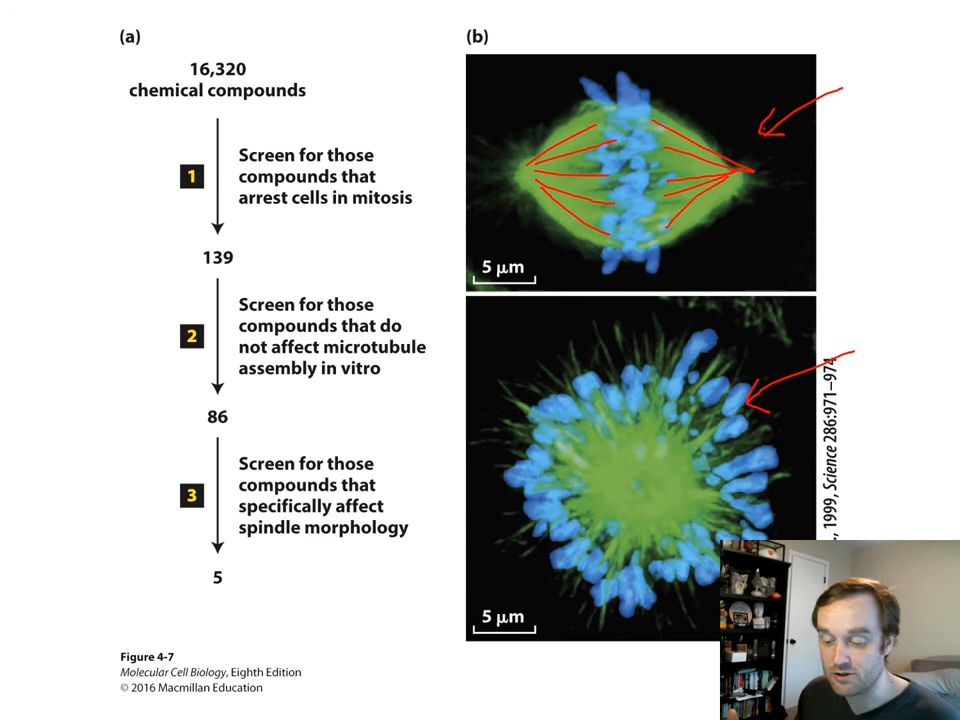 (a)
16,320
chemical compounds
1
Screen for those
compounds that
arrest cells in mitosis
139
2
Screen for those
compounds that do
not affect microtubule
assembly in vitro
86
3
Screen for those
compounds that
specifically affect
spindle morphology
5
(b)
5 μm
5 μm
, 1999, Science 286:971–974
Figure 4-7
Molecular Cell Biology, Eighth Edition
© 2016 Macmillan Education